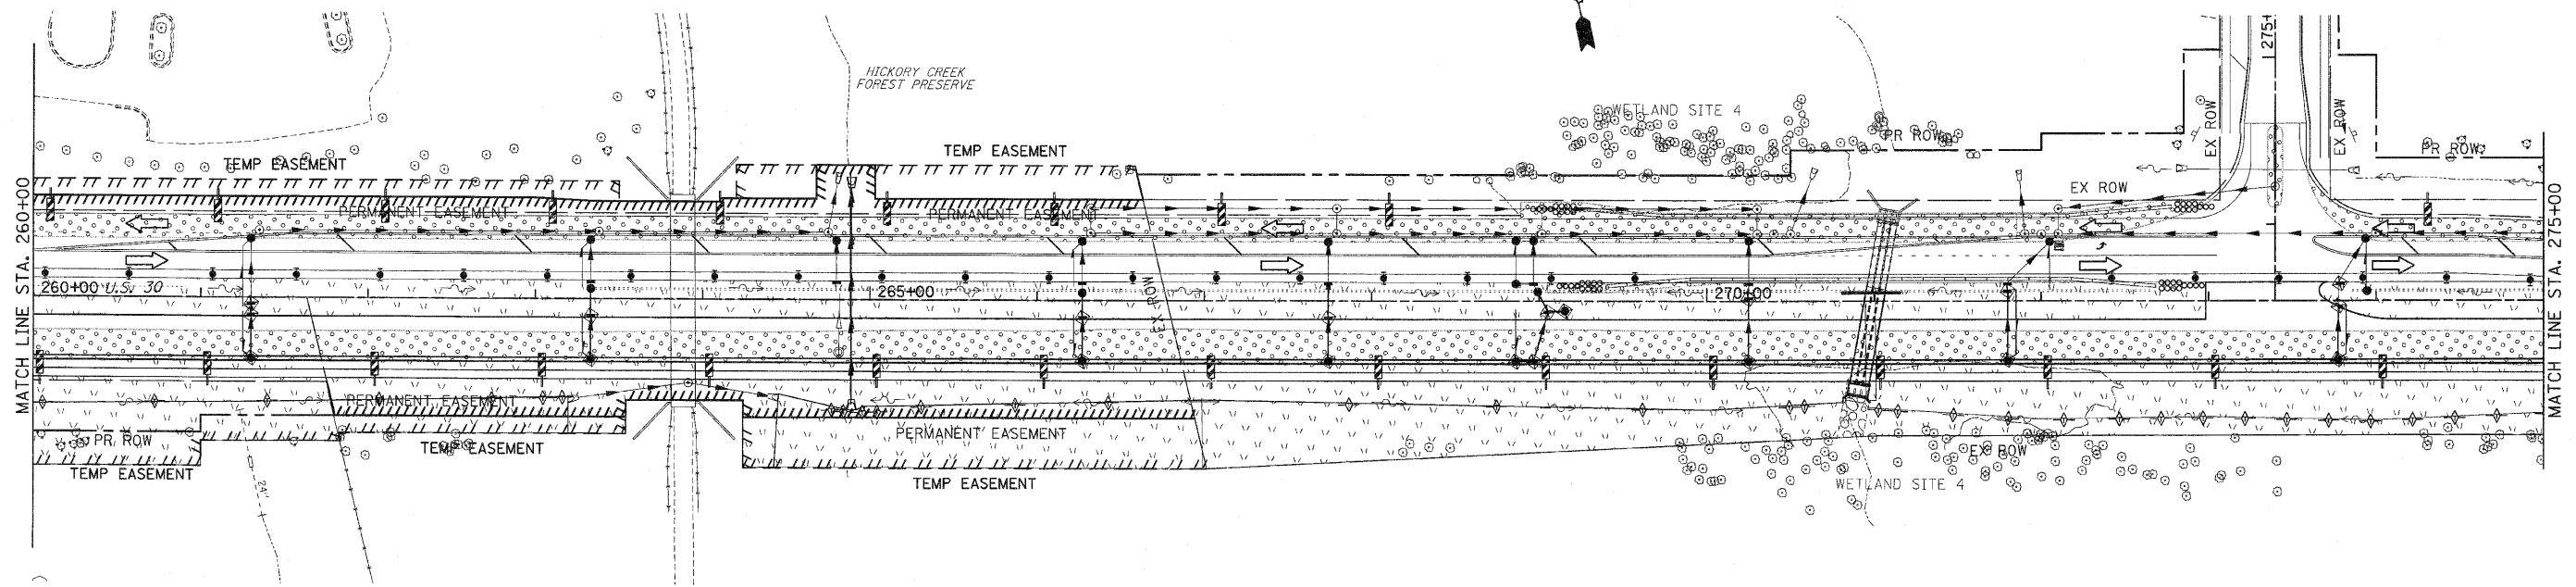 275+
HICKORY CREEK
FOREST PRESERVE
WETLAND SITE 4
EX ROW
EX ROW
PR ROW
PR ROW
TEMP EASEMENT
TEMP EASEMENT
EX ROW
PERMANENT EASEMENT
PERMANENT EASEMENT
MATCH LINE STA. 260+00
MATCH LINE STA. 275+00
260+00 U.S. 30
265+00
270+00
EX ROW
PERMANENT EASEMENT
PERMANENT EASEMENT
PR ROW
TEMP EASEMENT
EX ROW
TEMP EASEMENT
TEMP EASEMENT
WETLAND SITE 4
24"